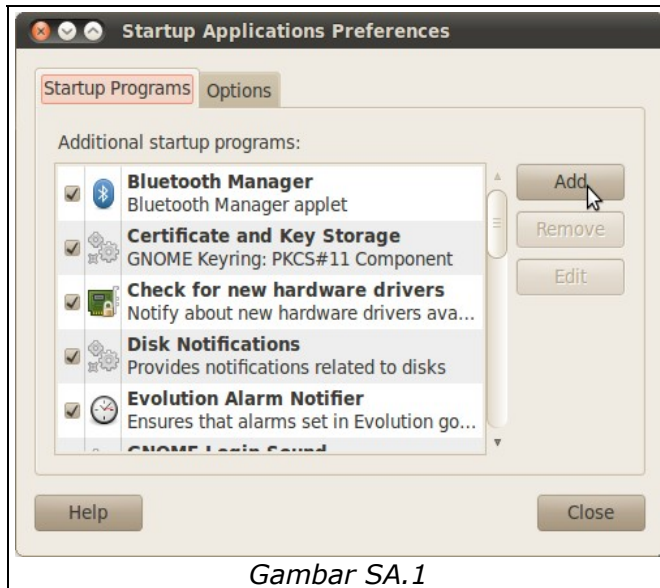 Startup Applications Preferences
Startup Programs
Options
Additional startup programs:
Bluetooth Manager
Bluetooth Manager applet
Certificate and Key Storage
GNOME Keyring: PKCS#11 Component
Check for new hardware drivers
Notify about new hardware drivers ava...
Disk Notifications
Provides notifications related to disks
Evolution Alarm Notifier
Ensures that alarms set in Evolution go...
GNOME Login Sound
Add
Remove
Edit
Help
Close
Gambar SA.1